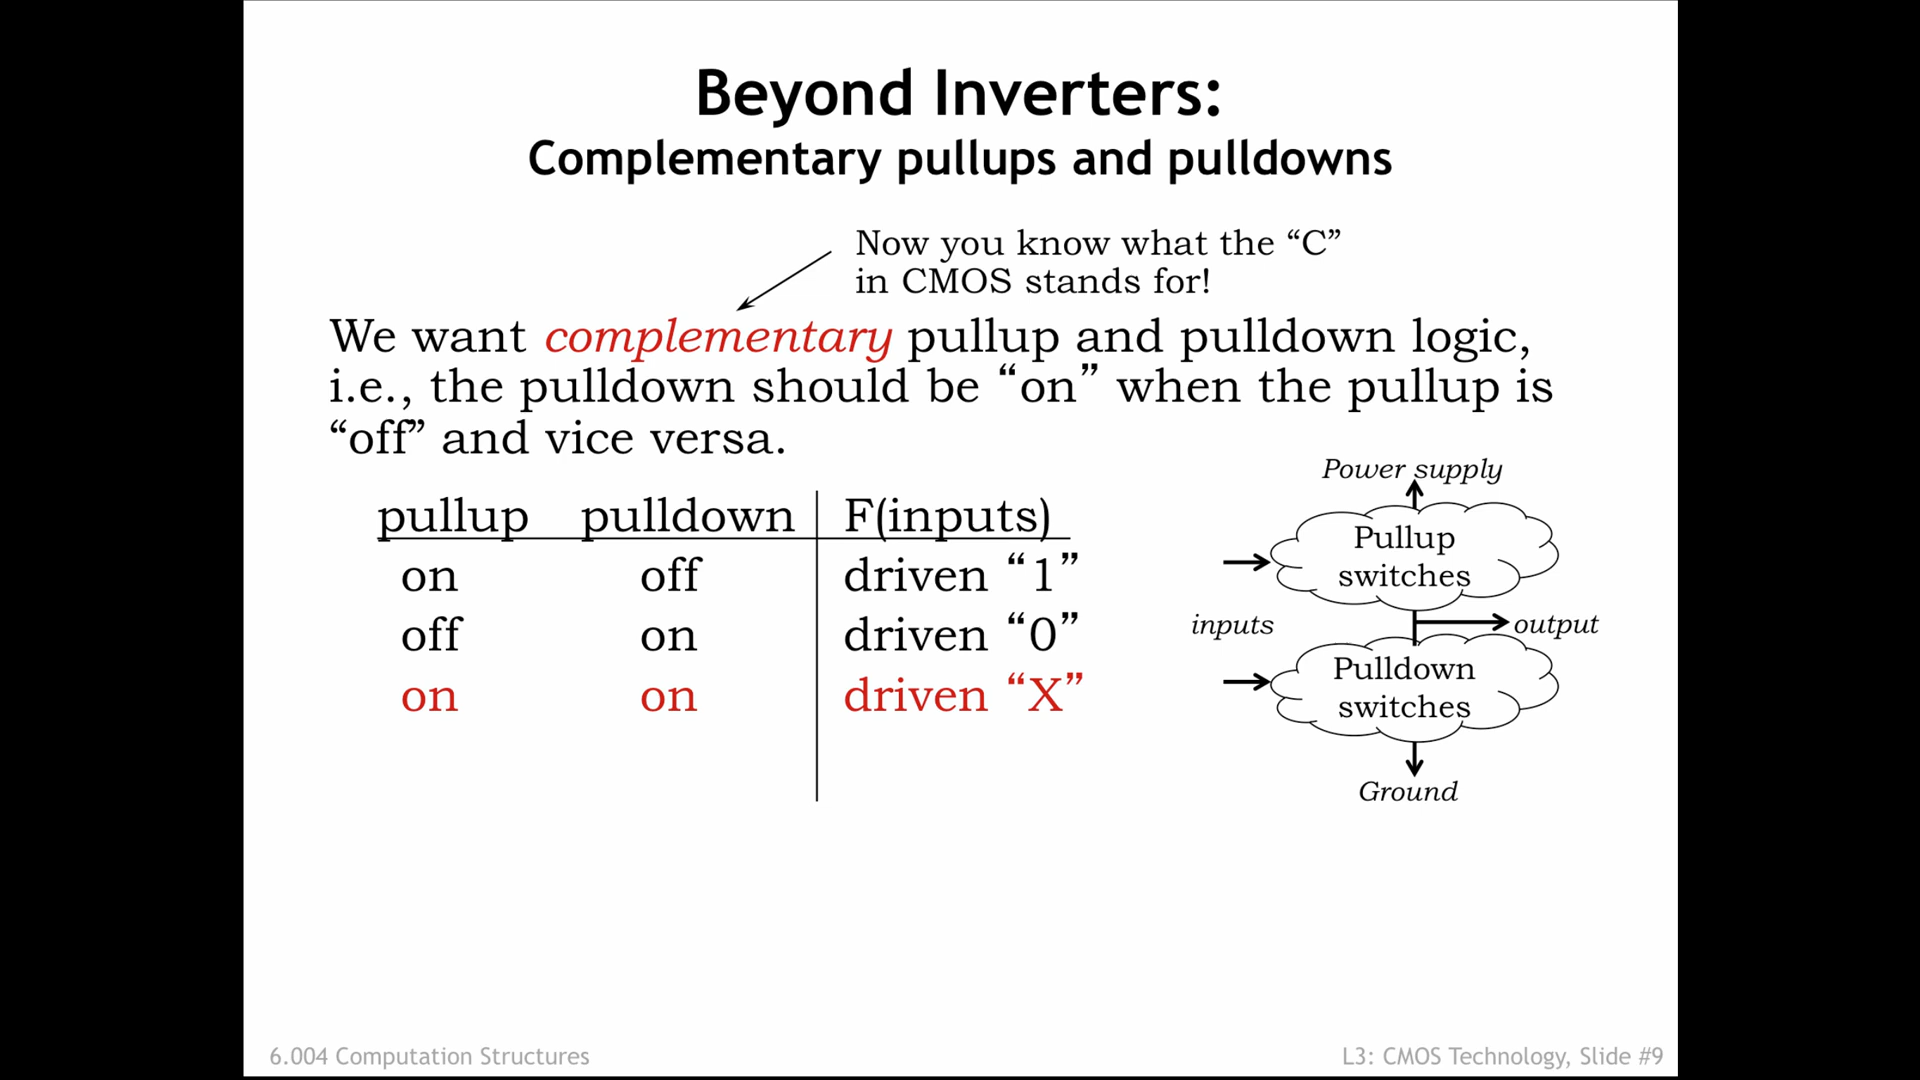 Beyond Inverters:
Complementary pullups and pulldowns
Now you know what the “C”
in CMOS stands for!
We want complementary pullup and pulldown logic,
i.e., the pulldown should be “on” when the pullup is
“off” and vice versa.
pullup pulldown F(inputs)
on off driven “1”
off on driven “0”
on on driven “X”
Power supply
Pullup
switches
inputs output
Pulldown
switches
Ground
6.004 Computation Structures L3: CMOS Technology, Slide #9